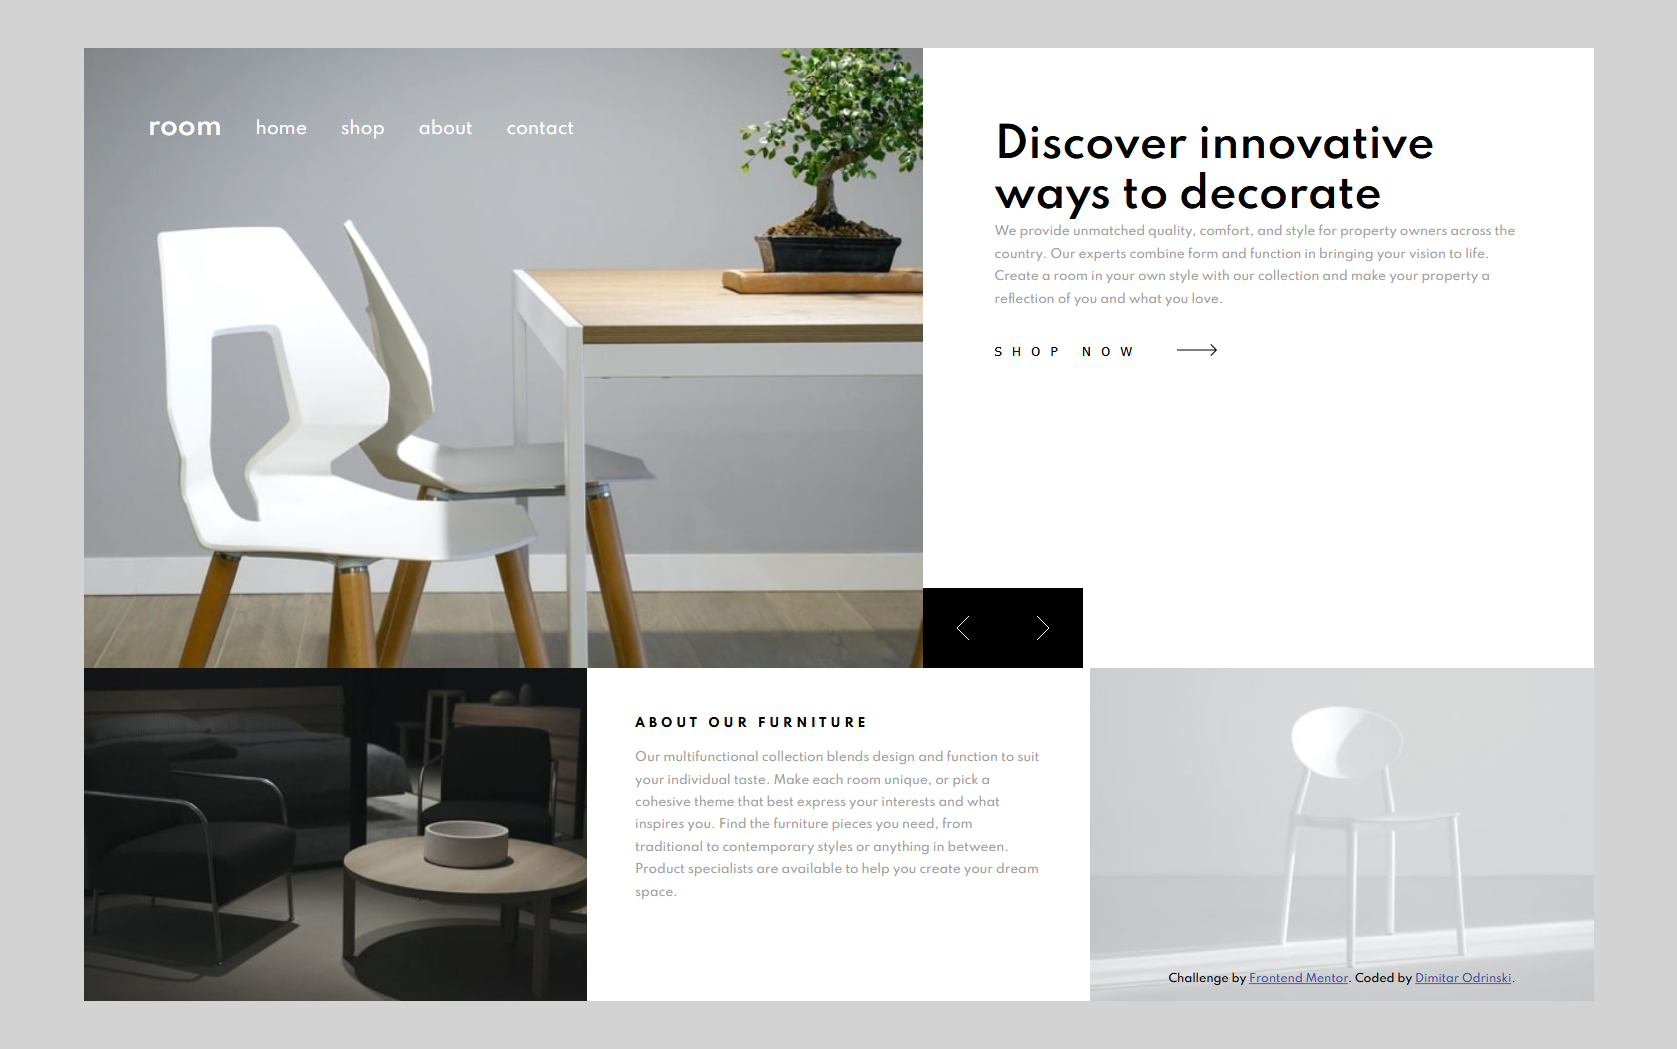 room home shop about contact
Discover innovative
ways to decorate
We provide unmatched quality, comfort, and style for property owners across the
country. Our experts combine form and function in bringing your vision to life.
Create a room in your own style with our collection and make your property a
reflection of you and what you love.
SHOP NOW
ABOUT OUR FURNITURE
Our multifunctional collection blends design and function to suit
your individual taste. Make each room unique, or pick a
cohesive theme that best express your interests and what
inspires you. Find the furniture pieces you need, from
traditional to contemporary styles or anything in between.
Product specialists are available to help you create your dream
space.
Challenge by Frontend Mentor. Coded by Dimitar Odrinski.